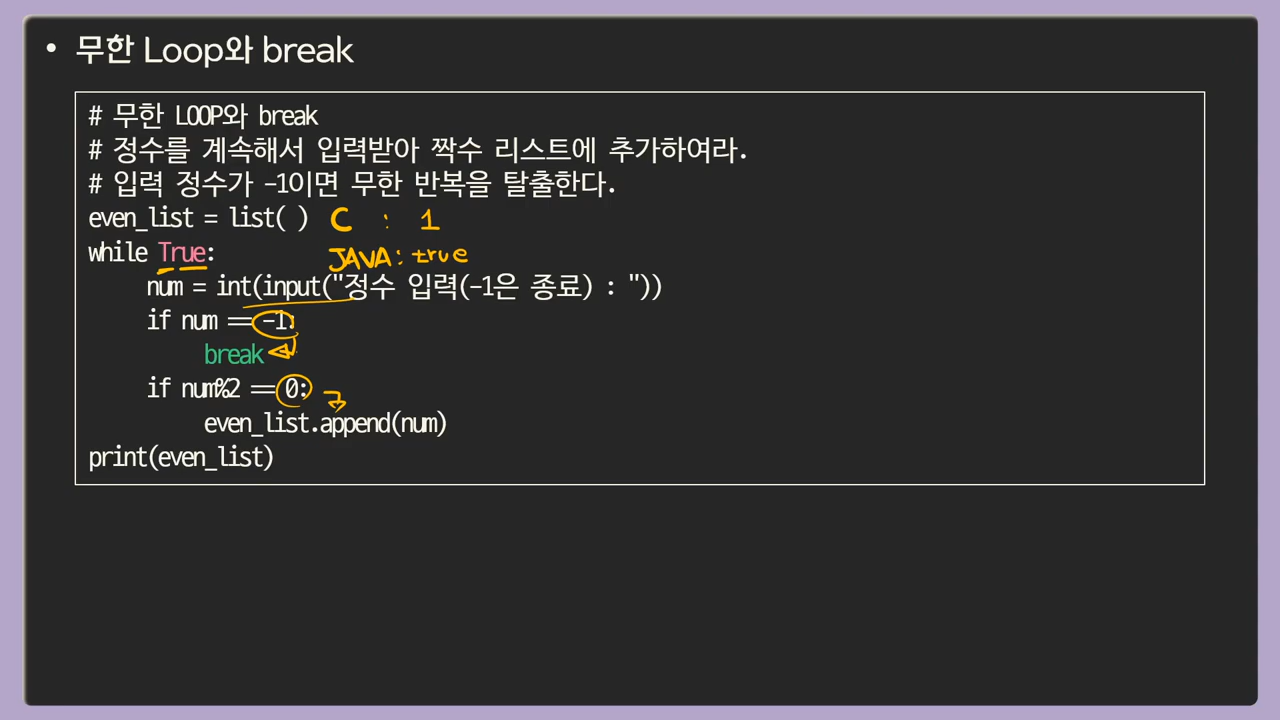 • 무한 Loop와 break
# 무한 LOOP와 break
# 정수를 계속해서 입력받아 짝수 리스트에 추가하여라.
# 입력 정수가 -1이면 무한 반복을 탈출한다.
even_list = list( ) C : 1
while True: JAVA: true
num = int(input("정수 입력(-1은 종료) : "))
if num == -1:
break
if num%2 == 0:
even_list.append(num)
print(even_list)